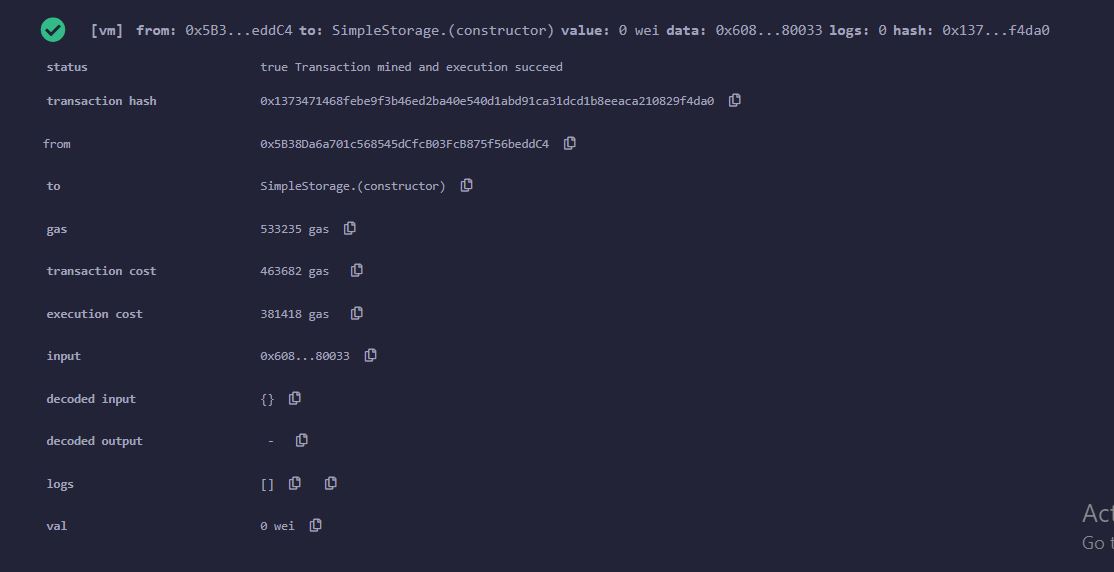 [vm] from: 0x5B3...eddC4 to: SimpleStorage.(constructor) value: 0 wei data: 0x608...80033 logs: 0 hash: 0x137...f4da0
status true Transaction mined and execution succeed
transaction hash 0x1373471468febe9f3b46ed2ba40e540d1abd91ca31dcd1b8eeaca210829f4da0
from 0x5B38Da6a701c568545dCfcB03FcB875f56beddC4
to SimpleStorage.(constructor)
gas 533235 gas
transaction cost 463682 gas
execution cost 381418 gas
input 0x608...80033
decoded input {}
decoded output -
logs []
val 0 wei
Act
Go t